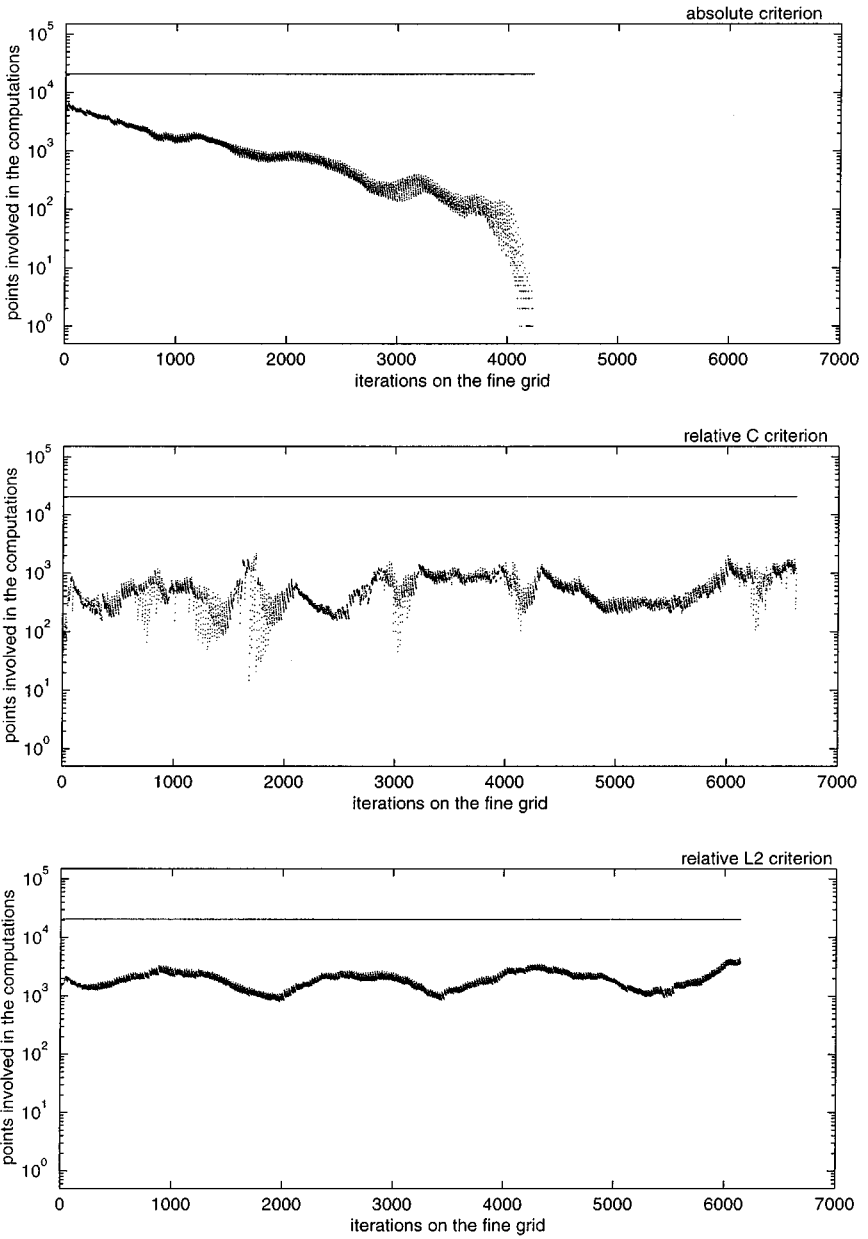 absolute criterion
points involved in the computations
10^5
10^4
10^3
10^2
10^1
10^0
0 1000 2000 3000 4000 5000 6000 7000
iterations on the fine grid
relative C criterion
points involved in the computations
10^5
10^4
10^3
10^2
10^1
10^0
0 1000 2000 3000 4000 5000 6000 7000
iterations on the fine grid
relative L2 criterion
points involved in the computations
10^5
10^4
10^3
10^2
10^1
10^0
0 1000 2000 3000 4000 5000 6000 7000
iterations on the fine grid